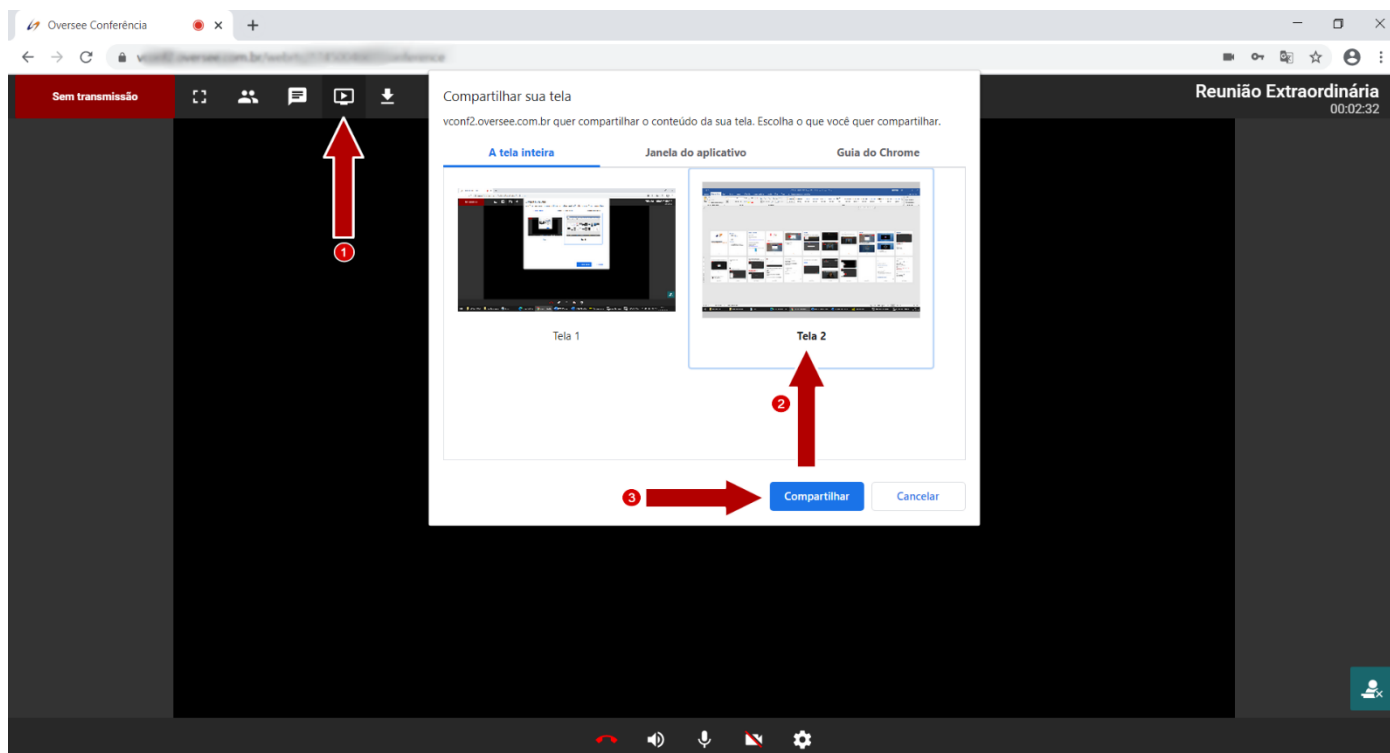 Oversee Conferência
Sem transmissão
Reunião Extraordinária
00:02:32
1
Compartilhar sua tela
vconf2.oversee.com.br quer compartilhar o conteúdo da sua tela. Escolha o que você quer compartilhar.
A tela inteira Janela do aplicativo Guia do Chrome
Tela 1 Tela 2
2
3
Compartilhar Cancelar